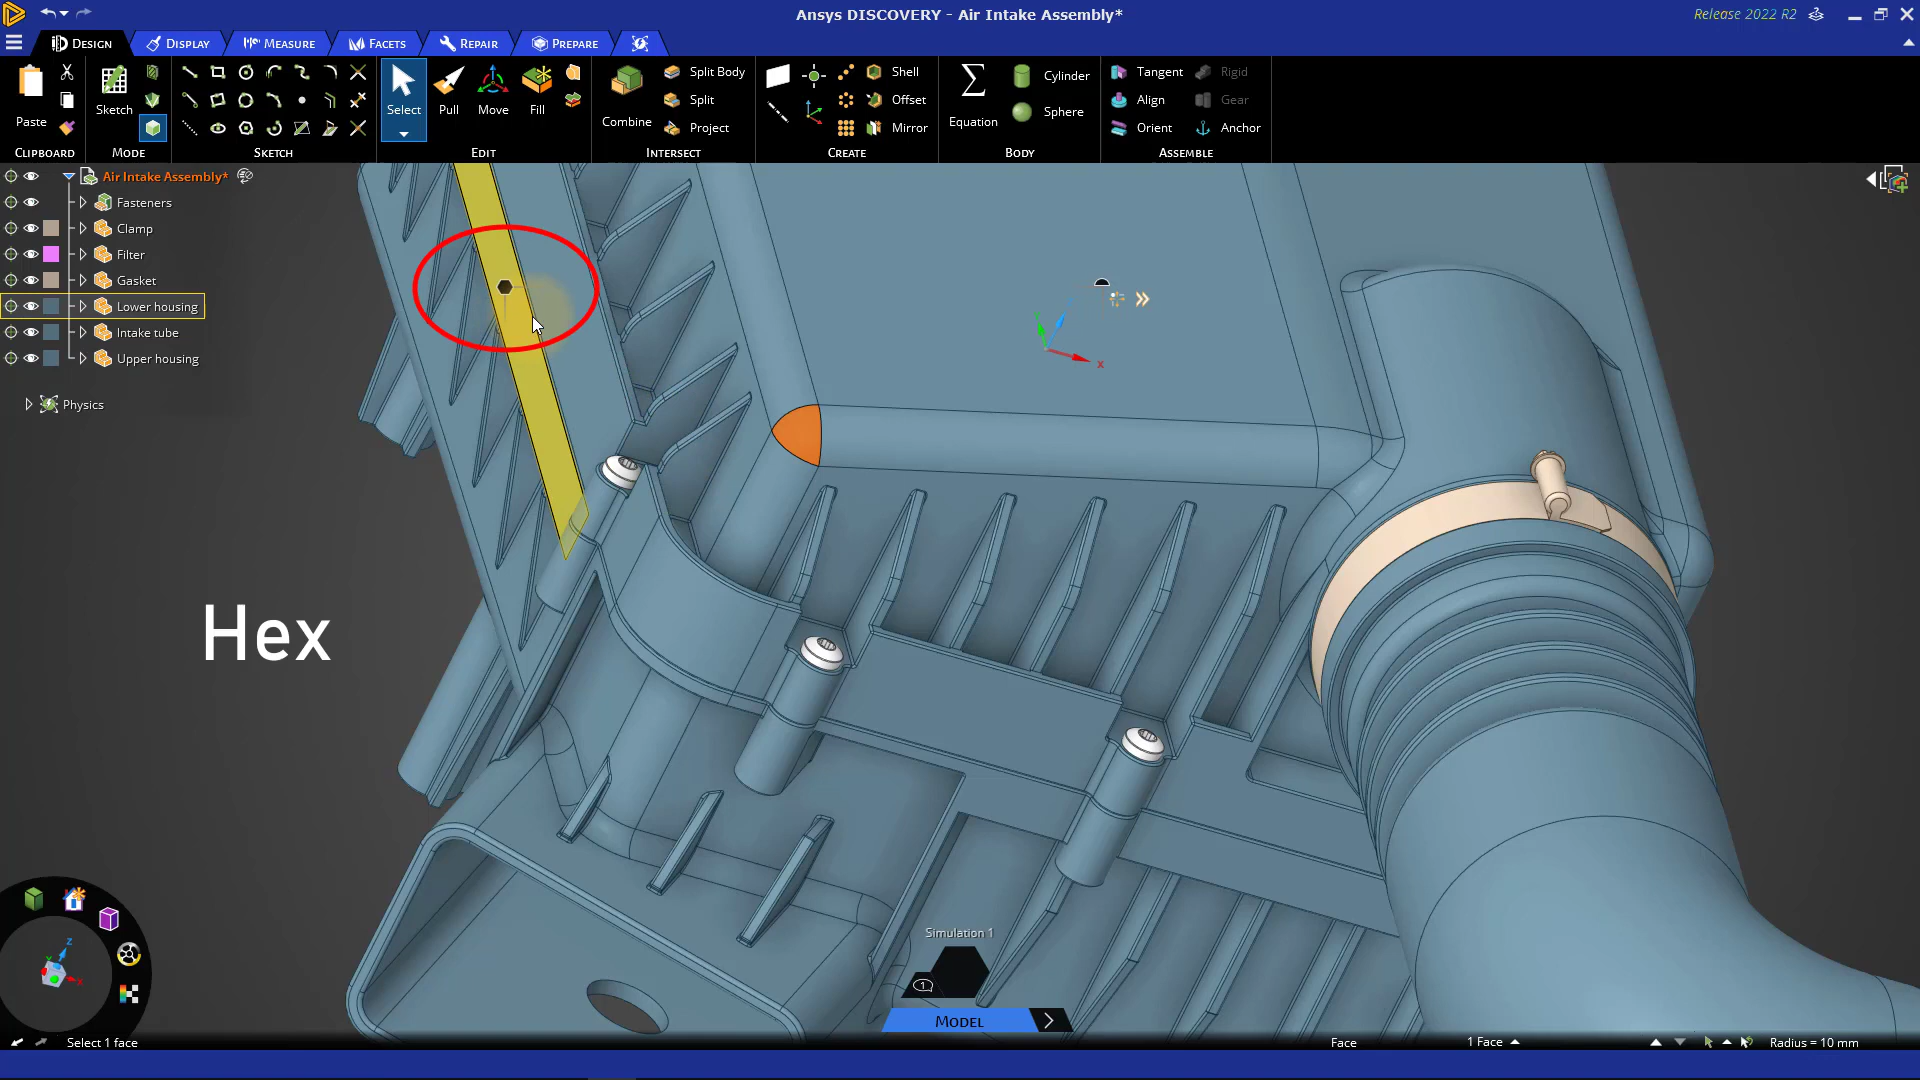 Ansys DISCOVERY - Air Intake Assembly*
Release 2022 R2
Design
Display
Measure
Facets
Repair
Prepare
Paste
Clipboard
Sketch
Mode
Sketch
Select
Pull
Move
Fill
Edit
Combine
Split Body
Split
Project
Intersect
Shell
Offset
Mirror
Create
Equation
Cylinder
Sphere
Body
Tangent
Align
Orient
Rigid
Gear
Anchor
Assemble
Air Intake Assembly*
Fasteners
Clamp
Filter
Gasket
Lower housing
Intake tube
Upper housing
Physics
x
Hex
Simulation 1
1
Model
z
Y
x
Select 1 face
Face
1 Face
Radius = 10 mm